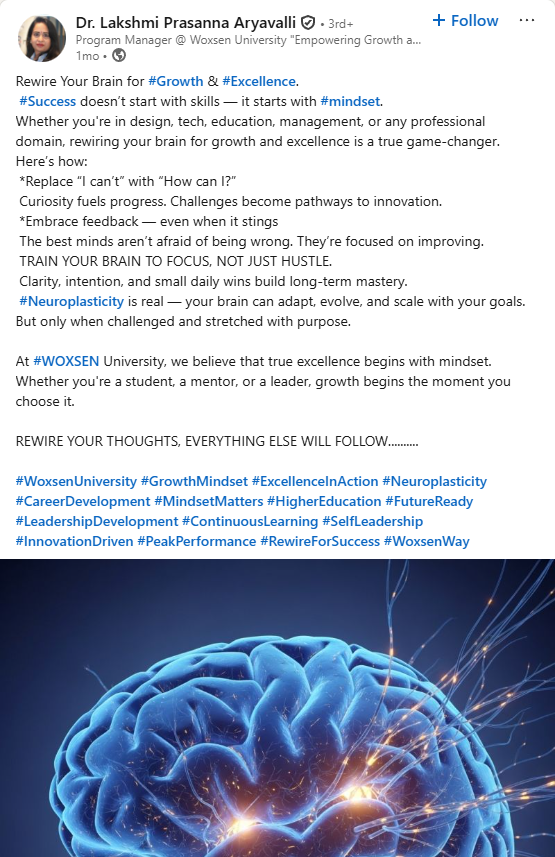 Dr. Lakshmi Prasanna Aryavalli • 3rd+
+ Follow ...
Program Manager @ Woxsen University "Empowering Growth a...
1mo •
Rewire Your Brain for #Growth & #Excellence.
#Success doesn’t start with skills — it starts with #mindset.
Whether you're in design, tech, education, management, or any professional
domain, rewiring your brain for growth and excellence is a true game-changer.
Here’s how:
*Replace “I can’t” with “How can I?”
Curiosity fuels progress. Challenges become pathways to innovation.
*Embrace feedback — even when it stings
The best minds aren’t afraid of being wrong. They’re focused on improving.
TRAIN YOUR BRAIN TO FOCUS, NOT JUST HUSTLE.
Clarity, intention, and small daily wins build long-term mastery.
#Neuroplasticity is real — your brain can adapt, evolve, and scale with your goals.
But only when challenged and stretched with purpose.
At #WOXSEN University, we believe that true excellence begins with mindset.
Whether you're a student, a mentor, or a leader, growth begins the moment you
choose it.
REWIRE YOUR THOUGHTS, EVERYTHING ELSE WILL FOLLOW..........
#WoxsenUniversity #GrowthMindset #ExcellenceInAction #Neuroplasticity
#CareerDevelopment #MindsetMatters #HigherEducation #FutureReady
#LeadershipDevelopment #ContinuousLearning #SelfLeadership
#InnovationDriven #PeakPerformance #RewireForSuccess #WoxsenWay